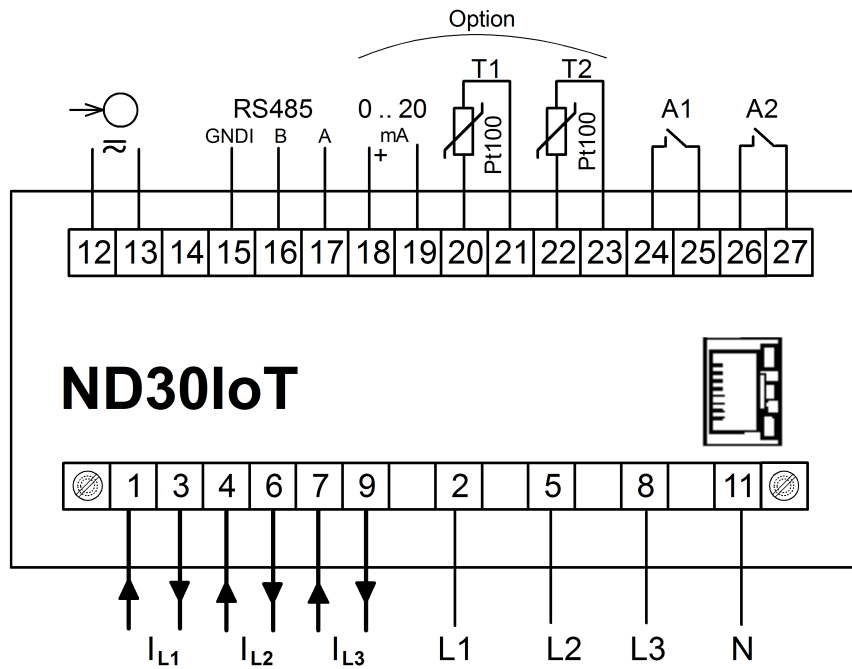 Option
T1 T2
RS485 0 .. 20 A1 A2
GNDI B A mA
+
Pt100 Pt100
12 13 14 15 16 17 18 19 20 21 22 23 24 25 26 27
ND30IoT
1 3 4 6 7 9 2 5 8 11
IL1 IL2 IL3 L1 L2 L3 N